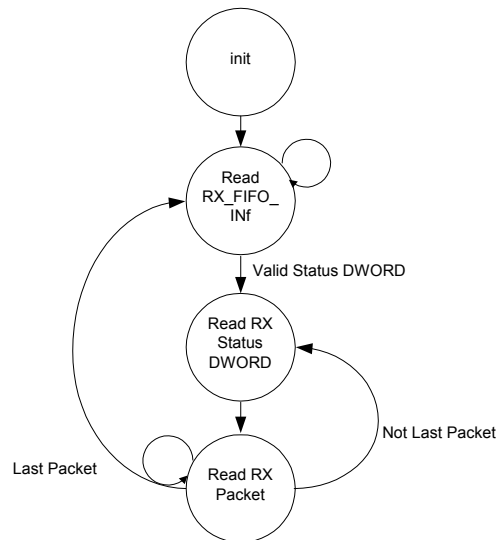 init
Read
RX_FIFO_
INf
Valid Status DWORD
Read RX
Status
DWORD
Not Last Packet
Last Packet
Read RX
Packet